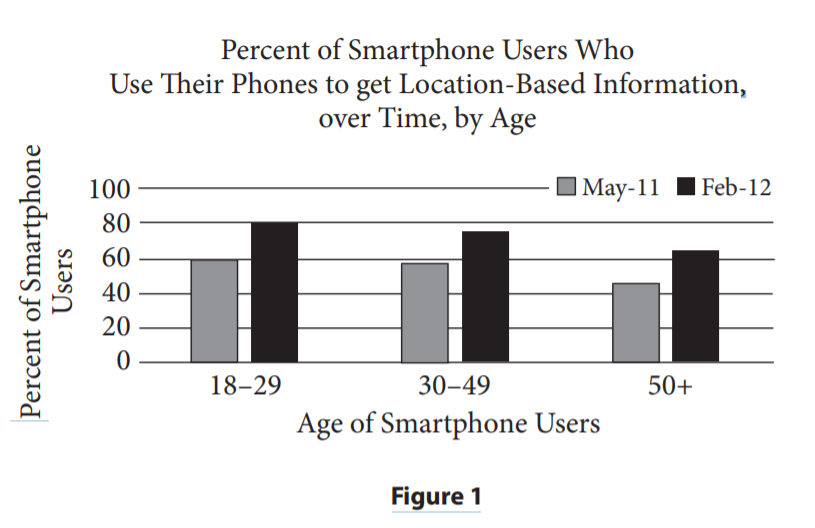 Percent of Smartphone Users Who
Use Their Phones to get Location-Based Information,
over Time, by Age
Percent of Smartphone
Users
100
80
60
40
20
0
May-11
Feb-12
18–29
30–49
50+
Age of Smartphone Users
Figure 1